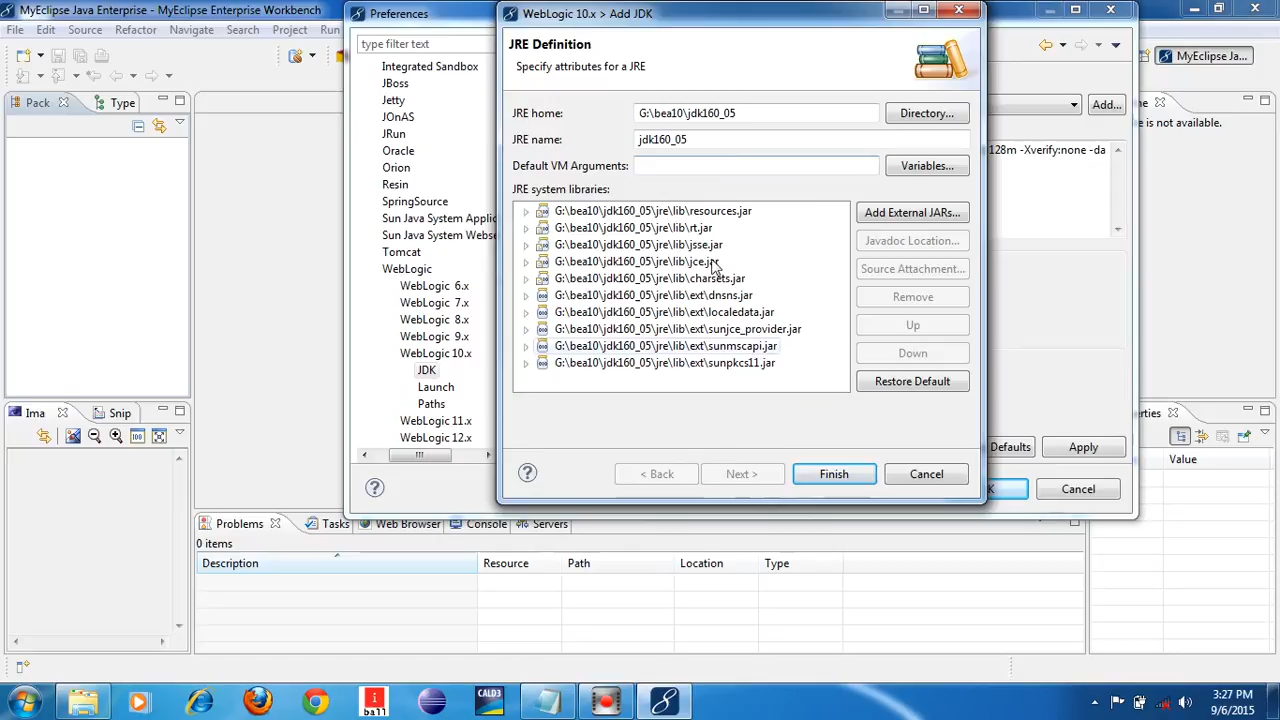 MyEclipse Java Enterprise - MyEclipse Enterprise Workbench
File Edit Source Refactor Navigate Search Project Run
Pack Type
Ima Snip
Preferences
type filter text
Integrated Sandbox
JBoss
Jetty
JOnAS
JRun
Oracle
Orion
Resin
SpringSource
Sun Java System Applic
Sun Java System Webse
Tomcat
WebLogic
WebLogic 6.x
WebLogic 7.x
WebLogic 8.x
WebLogic 9.x
WebLogic 10.x
JDK
Launch
Paths
WebLogic 11.x
WebLogic 12.x
WebLogic 10.x > Add JDK
JRE Definition
Specify attributes for a JRE
JRE home: G:\bea10\jdk160_05 Directory...
JRE name: jdk160_05
Default VM Arguments: Variables...
JRE system libraries:
G:\bea10\jdk160_05\jre\lib\resources.jar
G:\bea10\jdk160_05\jre\lib\rt.jar
G:\bea10\jdk160_05\jre\lib\jsse.jar
G:\bea10\jdk160_05\jre\lib\jce.jar
G:\bea10\jdk160_05\jre\lib\charsets.jar
G:\bea10\jdk160_05\jre\lib\ext\dnsns.jar
G:\bea10\jdk160_05\jre\lib\ext\localedata.jar
G:\bea10\jdk160_05\jre\lib\ext\sunjce_provider.jar
G:\bea10\jdk160_05\jre\lib\ext\sunmscapi.jar
G:\bea10\jdk160_05\jre\lib\ext\sunpkcs11.jar
Add External JARs...
Javadoc Location...
Source Attachment...
Remove
Up
Down
Restore Default
< Back Next > Finish Cancel
MyEclipse Ja...
Add...
ne
is not available.
128m -Xverify:none -da
Defaults Apply
K Cancel
erties
Value
Problems Tasks Web Browser Console Servers
0 items
Description Resource Path Location Type
i ball
CALD3
3:27 PM
9/6/2015